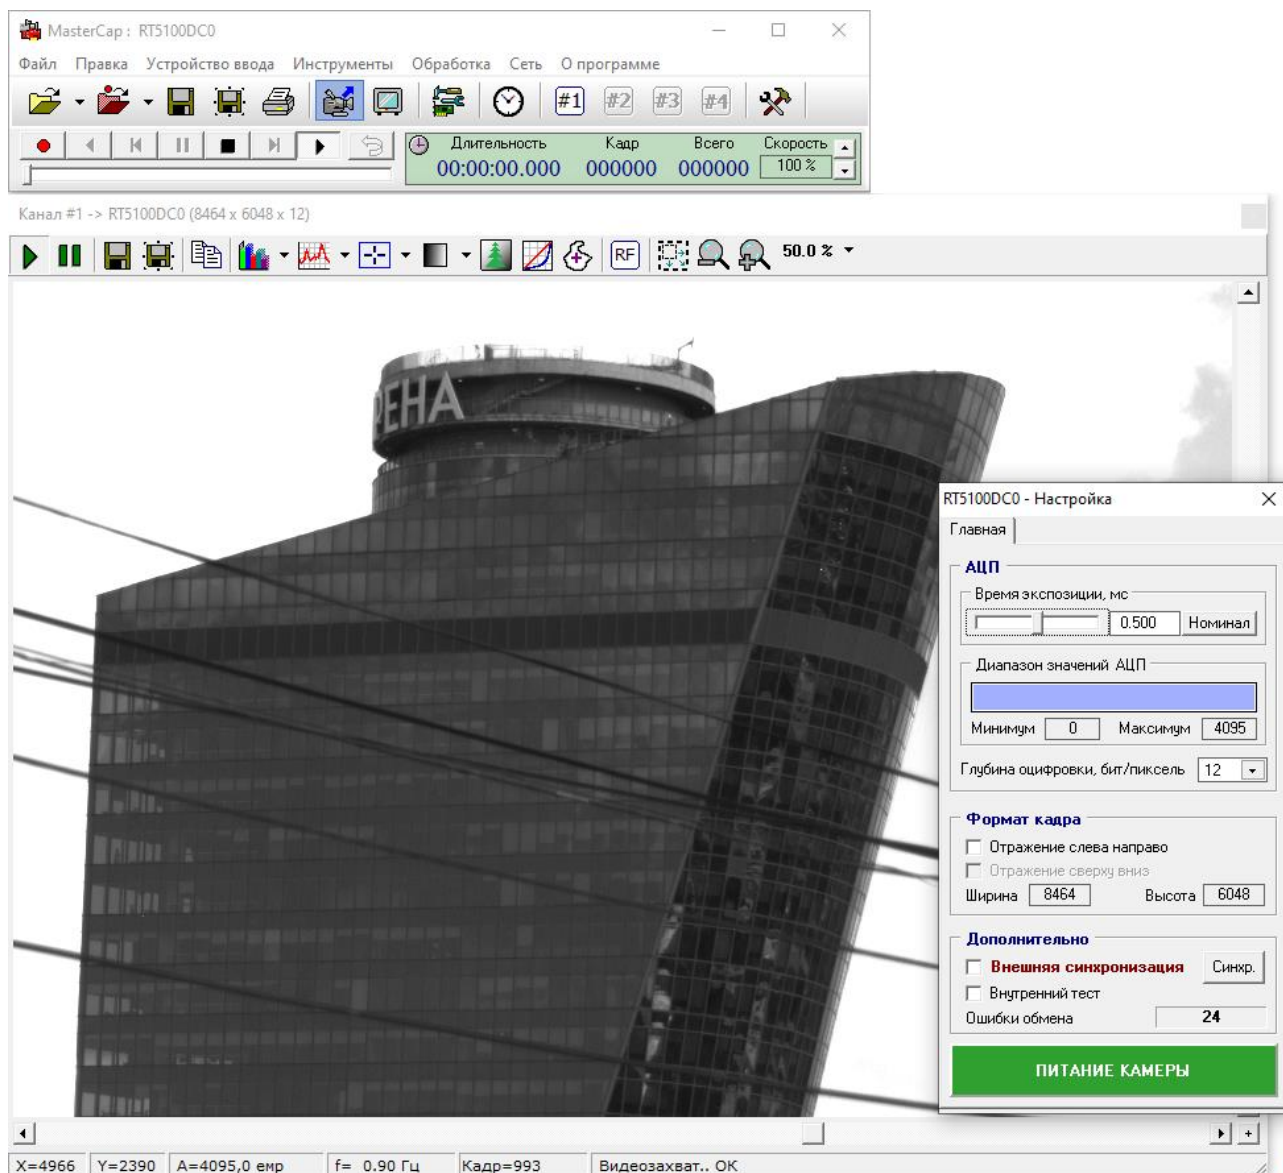 MasterCap : RT5100DC0
Файл Правка Устройство ввода Инструменты Обработка Сеть О программе
#1 #2 #3 #4
Длительность Кадр Всего Скорость
00:00:00.000 000000 000000 100 %
Канал #1 -> RT5100DC0 (8464 x 6048 x 12)
RF 50.0 %
РЕНА
RT5100DC0 - Настройка
Главная
АЦП
Время экспозиции, мс
0.500 Номинал
Диапазон значений АЦП
Минимум 0 Максимум 4095
Глубина оцифровки, бит/пиксель 12
Формат кадра
Отражение слева направо
Отражение сверху вниз
Ширина 8464 Высота 6048
Дополнительно
Внешняя синхронизация Синхр.
Внутренний тест
Ошибки обмена 24
ПИТАНИЕ КАМЕРЫ
X=4966 Y=2390 A=4095,0 емр f= 0.90 Гц Кадр=993 Видеозахват.. ОК